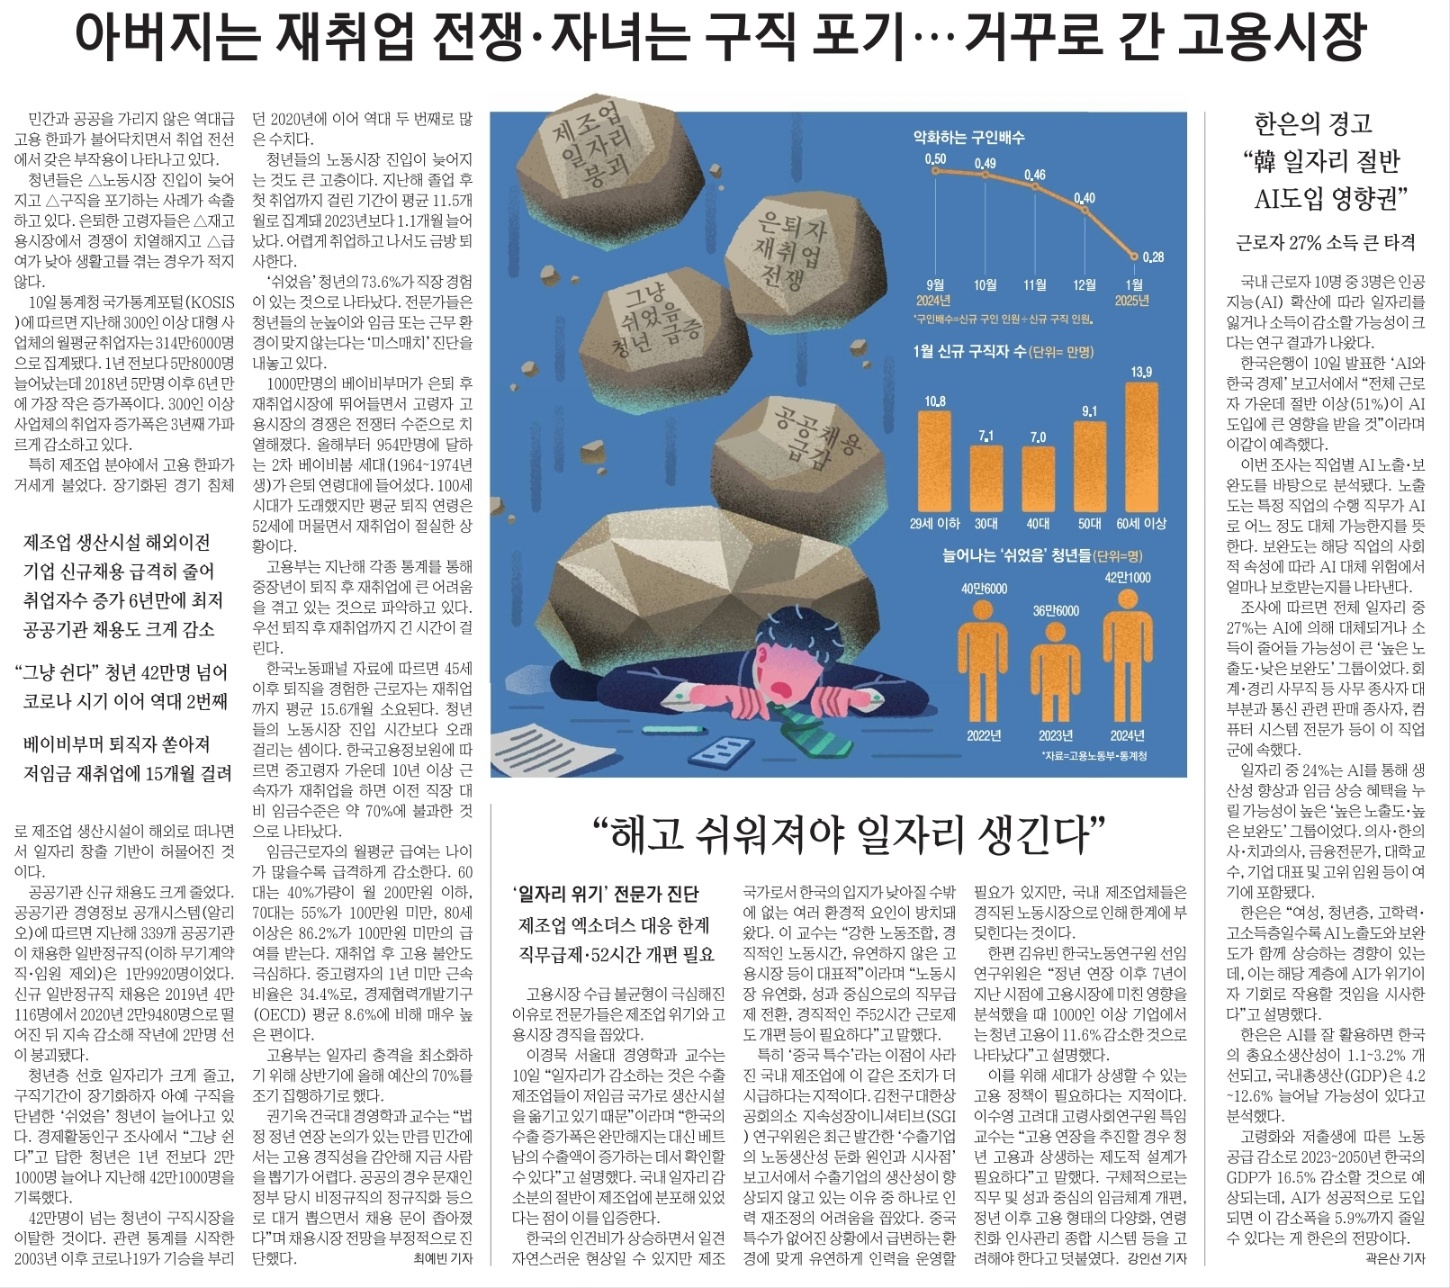 아버지는 재취업 전쟁·자녀는 구직 포기…거꾸로 간 고용시장
민간과 공공을 가리지 않은 역대급
고용 한파가 불어닥치면서 취업 전선
에서 갖은 부작용이 나타나고 있다.
청년들은 △노동시장 진입이 늦어
지고 △구직을 포기하는 사례가 속출
하고 있다. 은퇴한 고령자들은 △재고
용시장에서 경쟁이 치열해지고 △급
여가 낮아 생활고를 겪는 경우가 적지
않다.
10일 통계청 국가통계포털(KOSIS
)에 따르면 지난해 300인 이상 대형 사
업체의 월평균 취업자는 314만6000명
으로 집계됐다. 1년 전보다 5만8000명
늘어났는데 2018년 5만명 이후 6년 만
에 가장 작은 증가폭이다. 300인 이상
사업체의 취업자 증가폭은 3년째 가파
르게 감소하고 있다.
특히 제조업 분야에서 고용 한파가
거세게 불었다. 장기화된 경기 침체
제조업 생산시설 해외이전
기업 신규채용 급격히 줄어
취업자수 증가 6년만에 최저
공공기관 채용도 크게 감소
“그냥 쉰다” 청년 42만명 넘어
코로나 시기 이어 역대 2번째
베이비부머 퇴직자 쏟아져
저임금 재취업에 15개월 걸려
로 제조업 생산시설이 해외로 떠나면
서 일자리 창출 기반이 허물어진 것
이다.
공공기관 신규 채용도 크게 줄었다.
공공기관 경영정보 공개시스템(알리
오)에 따르면 지난해 339개 공공기관
이 채용한 일반정규직(이하 무기계약
직·임원 제외)은 1만9920명이었다.
신규 일반정규직 채용은 2019년 4만
116명에서 2020년 2만9480명으로 떨
어진 뒤 지속 감소해 작년에 2만명 선
이 붕괴됐다.
청년층 선호 일자리가 크게 줄고,
구직기간이 장기화하자 아예 구직을
단념한 ‘쉬었음’ 청년이 늘어나고 있
다. 경제활동인구 조사에서 “그냥 쉰
다”고 답한 청년은 1년 전보다 2만
1000명 늘어나 지난해 42만1000명을
기록했다.
42만명이 넘는 청년이 구직시장을
이탈한 것이다. 관련 통계를 시작한
2003년 이후 코로나19가 기승을 부리
던 2020년에 이어 역대 두 번째로 많
은 수치다.
청년들의 노동시장 진입이 늦어지
는 것도 큰 고충이다. 지난해 졸업 후
첫 취업까지 걸린 기간이 평균 11.5개
월로 집계돼 2023년보다 1.1개월 늘어
났다. 어렵게 취업하고 나서도 금방 퇴
사한다.
‘쉬었음’ 청년의 73.6%가 직장 경험
이 있는 것으로 나타났다. 전문가들은
청년들의 눈높이와 임금 또는 근무 환
경이 맞지 않는다는 ‘미스매치’ 진단을
내놓고 있다.
1000만명의 베이비부머가 은퇴 후
재취업시장에 뛰어들면서 고령자 고
용시장의 경쟁은 전쟁터 수준으로 치
열해졌다. 올해부터 954만명에 달하
는 2차 베이비붐 세대(1964~1974년
생)가 은퇴 연령대에 들어섰다. 100세
시대가 도래했지만 평균 퇴직 연령은
52세에 머물면서 재취업이 절실한 상
황이다.
고용부는 지난해 각종 통계를 통해
중장년이 퇴직 후 재취업에 큰 어려움
을 겪고 있는 것으로 파악하고 있다.
우선 퇴직 후 재취업까지 긴 시간이 걸
린다.
한국노동패널 자료에 따르면 45세
이후 퇴직을 경험한 근로자는 재취업
까지 평균 15.6개월 소요된다. 청년
들의 노동시장 진입 시간보다 오래
걸리는 셈이다. 한국고용정보원에 따
르면 중고령자 가운데 10년 이상 근
속자가 재취업을 하면 이전 직장 대
비 임금수준은 약 70%에 불과한 것
으로 나타났다.
임금근로자의 월평균 급여는 나이
가 많을수록 급격하게 감소한다. 60
대는 40%가량이 월 200만원 이하,
70대는 55%가 100만원 미만, 80세
이상은 86.2%가 100만원 미만의 급
여를 받는다. 재취업 후 고용 불안도
극심하다. 중고령자의 1년 미만 근속
비율은 34.4%로, 경제협력개발기구
(OECD) 평균 8.6%에 비해 매우 높
은 편이다.
고용부는 일자리 충격을 최소화하
기 위해 상반기에 올해 예산의 70%를
조기 집행하기로 했다.
권기욱 건국대 경영학과 교수는 “법
정 정년 연장 논의가 있는 만큼 민간에
서는 고용 경직성을 감안해 지금 사람
을 뽑기가 어렵다. 공공의 경우 문재인
정부 당시 비정규직의 정규직화 등으
로 대거 뽑으면서 채용 문이 좁아졌
다”며 채용시장 전망을 부정적으로 진
단했다.
최예빈 기자
제조업
일자리
붕괴
은퇴자
재취업
전쟁
그냥
쉬었음
청년 급증
공공채용
급감
악화하는 구인배수
0.50
0.49
0.46
0.40
0.28
9월
10월
11월
12월
1월
2024년
2025년
*구인배수=신규 구인 인원÷신규 구직 인원.
1월 신규 구직자 수 (단위= 만명)
10.8
7.1
7.0
9.1
13.9
29세 이하
30대
40대
50대
60세 이상
늘어나는 ‘쉬었음’ 청년들 (단위=명)
40만6000
36만6000
42만1000
2022년
2023년
2024년
*자료=고용노동부·통계청
“해고 쉬워져야 일자리 생긴다”
‘일자리 위기’ 전문가 진단
제조업 엑소더스 대응 한계
직무급제·52시간 개편 필요
고용시장 수급 불균형이 극심해진
이유로 전문가들은 제조업 위기와 고
용시장 경직을 꼽았다.
이경묵 서울대 경영학과 교수는
10일 “일자리가 감소하는 것은 수출
제조업들이 저임금 국가로 생산시설
을 옮기고 있기 때문”이라며 “한국의
수출 증가폭은 완만해지는 대신 베트
남의 수출액이 증가하는 데서 확인할
수 있다”고 설명했다. 국내 일자리 감
소분의 절반이 제조업에 분포해 있었
다는 점이 이를 입증한다.
한국의 인건비가 상승하면서 일견
자연스러운 현상일 수 있지만 제조
국가로서 한국의 입지가 낮아질 수밖
에 없는 여러 환경적 요인이 방치돼
왔다. 이 교수는 “강한 노동조합, 경
직적인 노동시간, 유연하지 않은 고
용시장 등이 대표적”이라며 “노동시
장 유연화, 성과 중심으로의 직무급
제 전환, 경직적인 주52시간 근로제
도 개편 등이 필요하다”고 말했다.
특히 ‘중국 특수’라는 이점이 사라
진 국내 제조업에 이 같은 조치가 더
시급하다는 지적이다. 김천구 대한상
공회의소 지속성장이니셔티브(SGI
) 연구위원은 최근 발간한 ‘수출기업
의 노동생산성 둔화 원인과 시사점’
보고서에서 수출기업의 생산성이 향
상되지 않고 있는 이유 중 하나로 인
력 재조정의 어려움을 꼽았다. 중국
특수가 없어진 상황에서 급변하는 환
경에 맞게 유연하게 인력을 운영할
필요가 있지만, 국내 제조업체들은
경직된 노동시장으로 인해 한계에 부
딪힌다는 것이다.
한편 김유빈 한국노동연구원 선임
연구위원은 “정년 연장 이후 7년이
지난 시점에 고용시장에 미친 영향을
분석했을 때 1000인 이상 기업에서
는 청년 고용이 11.6% 감소한 것으로
나타났다”고 설명했다.
이를 위해 세대가 상생할 수 있는
고용 정책이 필요하다는 지적이다.
이수영 고려대 고령사회연구원 특임
교수는 “고용 연장을 추진할 경우 청
년 고용과 상생하는 제도적 설계가
필요하다”고 말했다. 구체적으로는
직무 및 성과 중심의 임금체계 개편,
정년 이후 고용 형태의 다양화, 연령
친화 인사관리 종합 시스템 등을 고
려해야 한다고 덧붙였다. 강인선 기자
한은의 경고
“韓 일자리 절반
AI도입 영향권”
근로자 27% 소득 큰 타격
국내 근로자 10명 중 3명은 인공
지능(AI) 확산에 따라 일자리를
잃거나 소득이 감소할 가능성이 크
다는 연구 결과가 나왔다.
한국은행이 10일 발표한 ‘AI와
한국 경제’ 보고서에서 “전체 근로
자 가운데 절반 이상(51%)이 AI
도입에 큰 영향을 받을 것”이라며
이같이 예측했다.
이번 조사는 직업별 AI 노출·보
완도를 바탕으로 분석됐다. 노출
도는 특정 직업의 수행 직무가 AI
로 어느 정도 대체 가능한지를 뜻
한다. 보완도는 해당 직업의 사회
적 속성에 따라 AI 대체 위험에서
얼마나 보호받는지를 나타낸다.
조사에 따르면 전체 일자리 중
27%는 AI에 의해 대체되거나 소
득이 줄어들 가능성이 큰 ‘높은 노
출도·낮은 보완도’ 그룹이었다. 회
계·경리 사무직 등 사무 종사자 대
부분과 통신 관련 판매 종사자, 컴
퓨터 시스템 전문가 등이 이 직업
군에 속했다.
일자리 중 24%는 AI를 통해 생
산성 향상과 임금 상승 혜택을 누
릴 가능성이 높은 ‘높은 노출도·높
은 보완도’ 그룹이었다. 의사·한의
사·치과의사, 금융전문가, 대학교
수, 기업 대표 및 고위 임원 등이 여
기에 포함됐다.
한은은 “여성, 청년층, 고학력·
고소득층일수록 AI 노출도와 보완
도가 함께 상승하는 경향이 있는
데, 이는 해당 계층에 AI가 위기이
자 기회로 작용할 것임을 시사한
다”고 설명했다.
한은은 AI를 잘 활용하면 한국
의 총요소생산성이 1.1~3.2% 개
선되고, 국내총생산(GDP)은 4.2
~12.6% 늘어날 가능성이 있다고
분석했다.
고령화와 저출생에 따른 노동
공급 감소로 2023~2050년 한국의
GDP가 16.5% 감소할 것으로 예
상되는데, AI가 성공적으로 도입
되면 이 감소폭을 5.9%까지 줄일
수 있다는 게 한은의 전망이다.
곽은산 기자